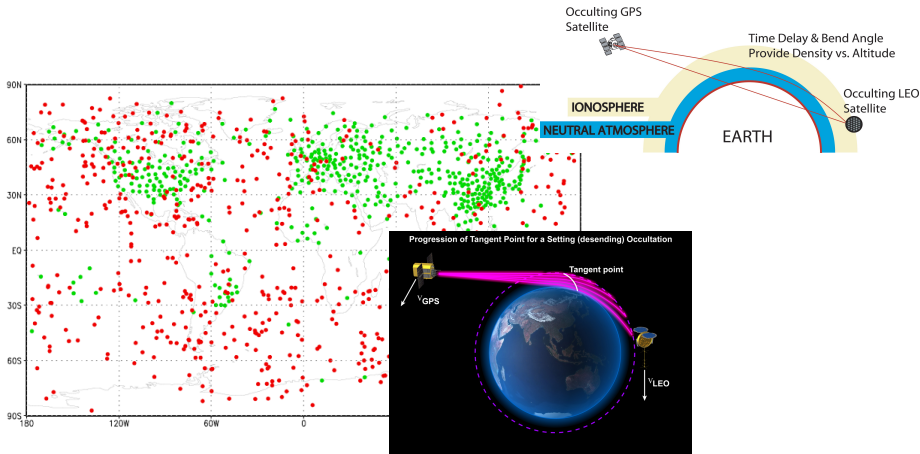 Occulting GPS
Satellite
Time Delay & Bend Angle
Provide Density vs. Altitude
Occulting LEO
Satellite
IONOSPHERE
NEUTRAL ATMOSPHERE
EARTH
90N
60N
30N
EQ
30S
60S
90S
180
120W
60W
0
Progression of Tangent Point for a Setting (desending) Occultation
Tangent point
VGPS
VLEO